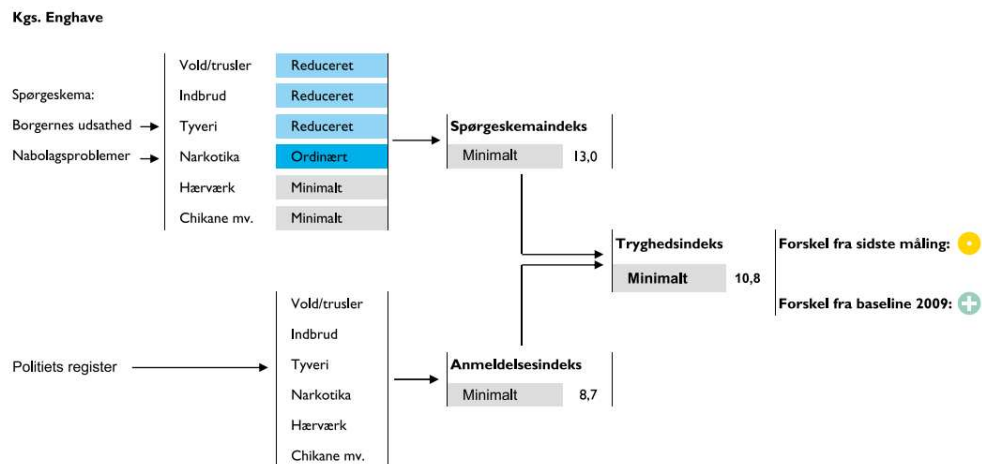 Kgs. Enghave
Vold/trusler Reduceret
Spørgeskema:
Indbrud Reduceret
Borgernes udsathed
Tyveri Reduceret
Spørgeskemaindeks
Nabolagsproblemer
Narkotika Ordinært
Minimalt 13,0
Hærværk Minimalt
Chikane mv. Minimalt
Tryghedsindeks
Forskel fra sidste måling:
Minimalt 10,8
Forskel fra baseline 2009:
Vold/trusler
Indbrud
Politiets register
Tyveri
Anmeldelsesindeks
Narkotika
Minimalt 8,7
Hærværk
Chikane mv.